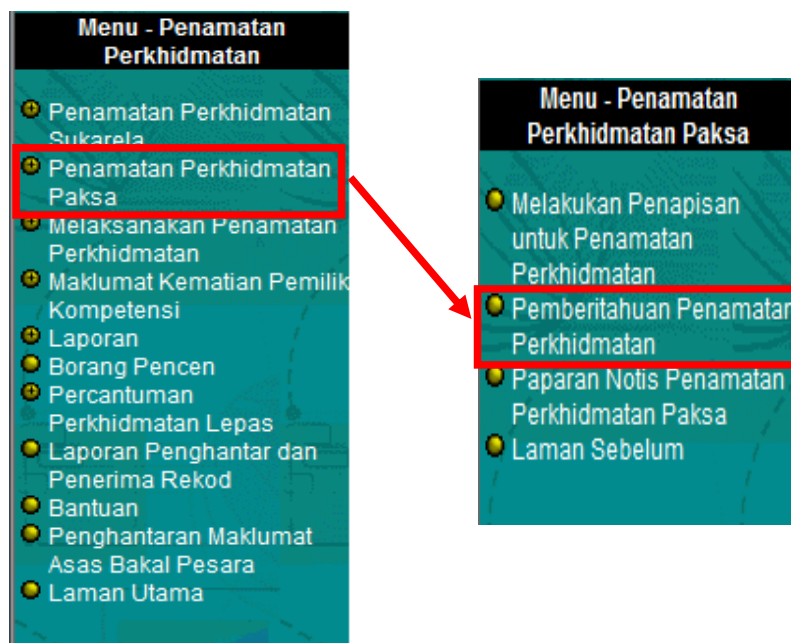 Menu - Penamatan
Perkhidmatan
Penamatan Perkhidmatan
Sukarela
Penamatan Perkhidmatan
Paksa
Melaksanakan Penamatan
Perkhidmatan
Maklumat Kematian Pemilik
Kompetensi
Laporan
Borang Pencen
Percantuman
Perkhidmatan Lepas
Laporan Penghantar dan
Penerima Rekod
Bantuan
Penghantaran Maklumat
Asas Bakal Pesara
Laman Utama
Menu - Penamatan
Perkhidmatan Paksa
Melakukan Penapisan
untuk Penamatan
Perkhidmatan
Pemberitahuan Penamatan
Perkhidmatan
Paparan Notis Penamatan
Perkhidmatan Paksa
Laman Sebelum